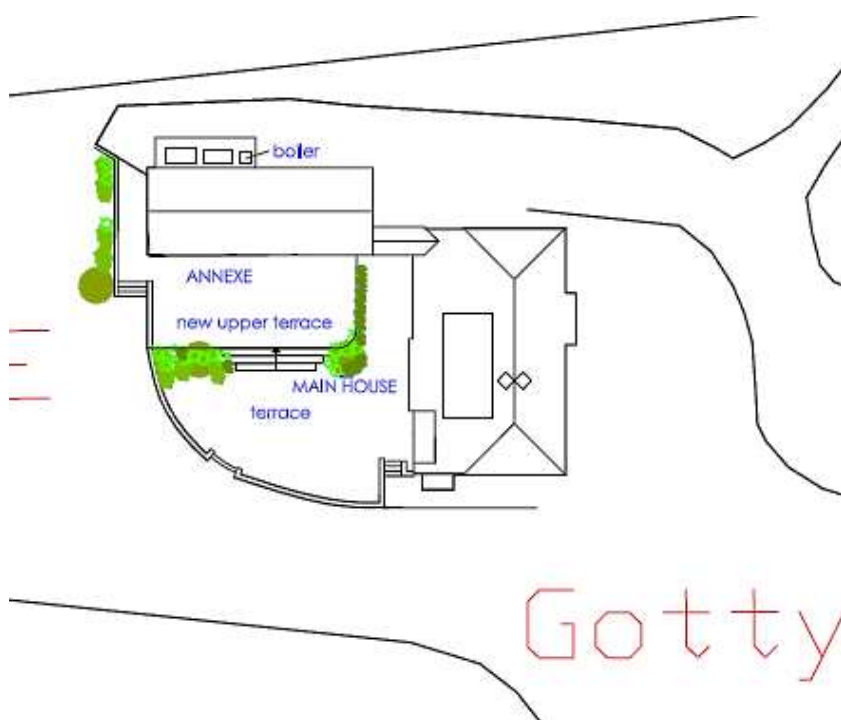 boiler
ANNEXE
new upper terrace
MAIN HOUSE
terrace
Gotty